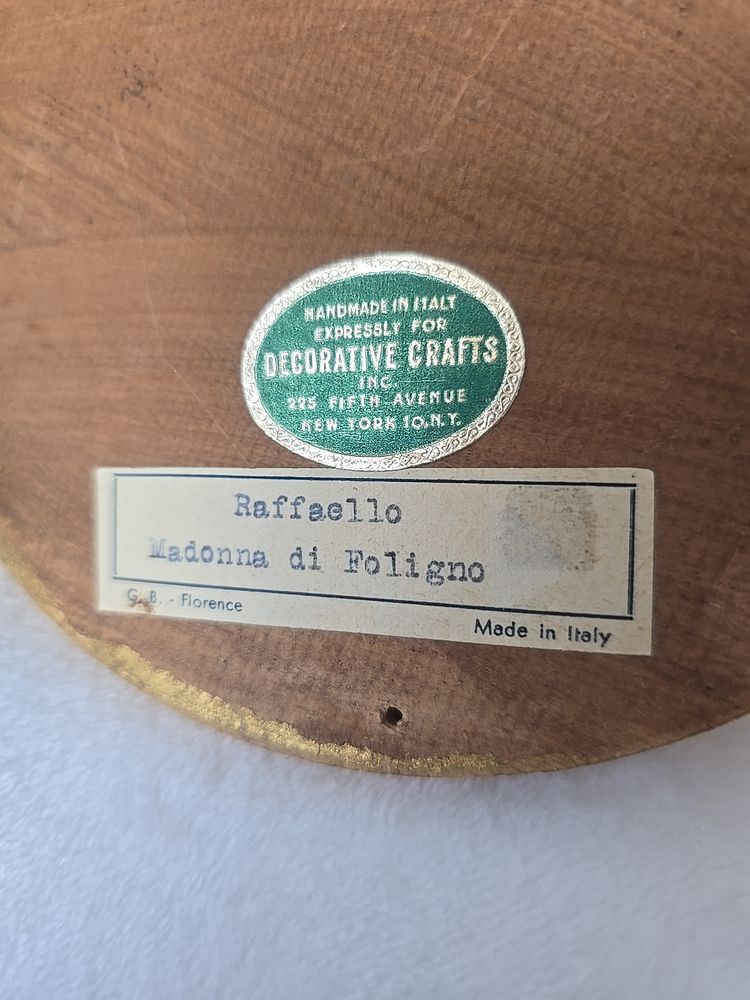 HANDMADE IN ITALY
EXPRESSLY FOR
DECORATIVE CRAFTS
INC.
225 FIFTH AVENUE
NEW YORK 10, N.Y.
Raffaello
Madonna di Foligno
G. B. - Florence
Made in Italy